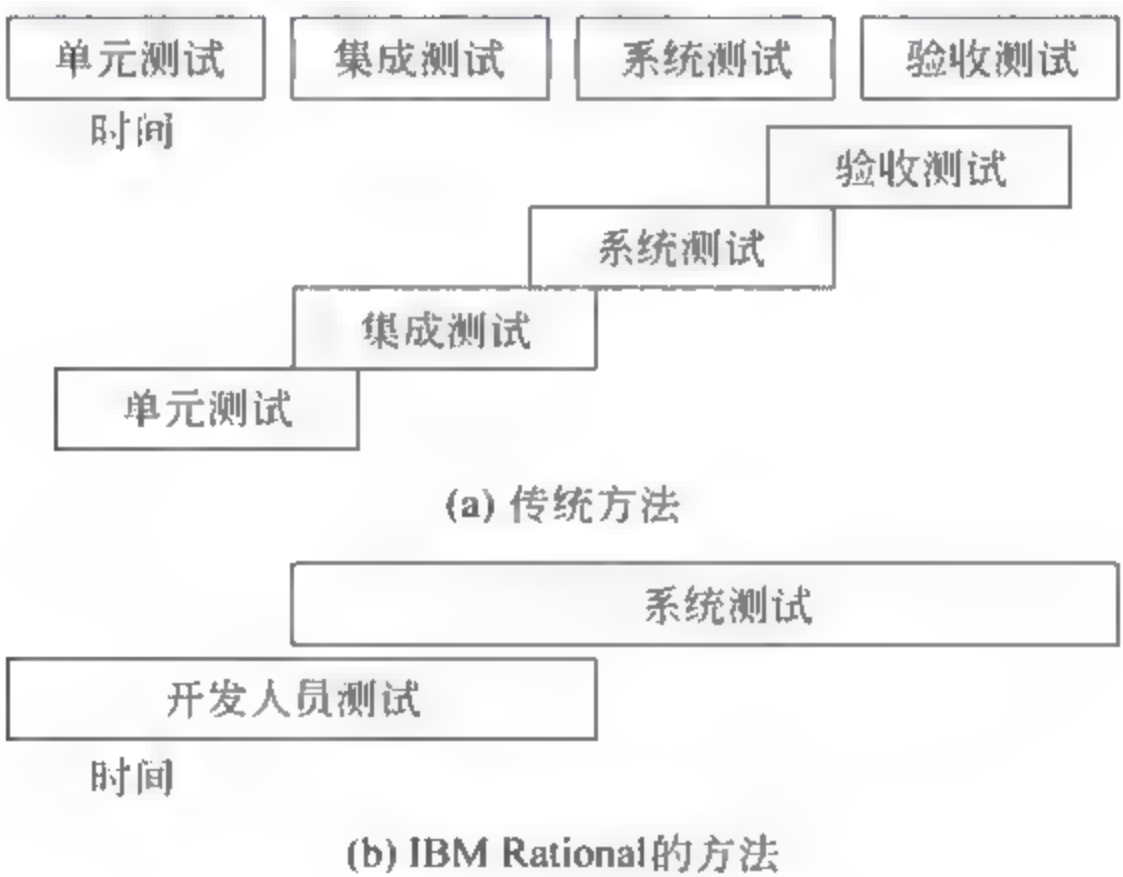 单元测试 集成测试 系统测试 验收测试
时间
验收测试
系统测试
集成测试
单元测试
(a) 传统方法
系统测试
开发人员测试
时间
(b) IBM Rational的方法